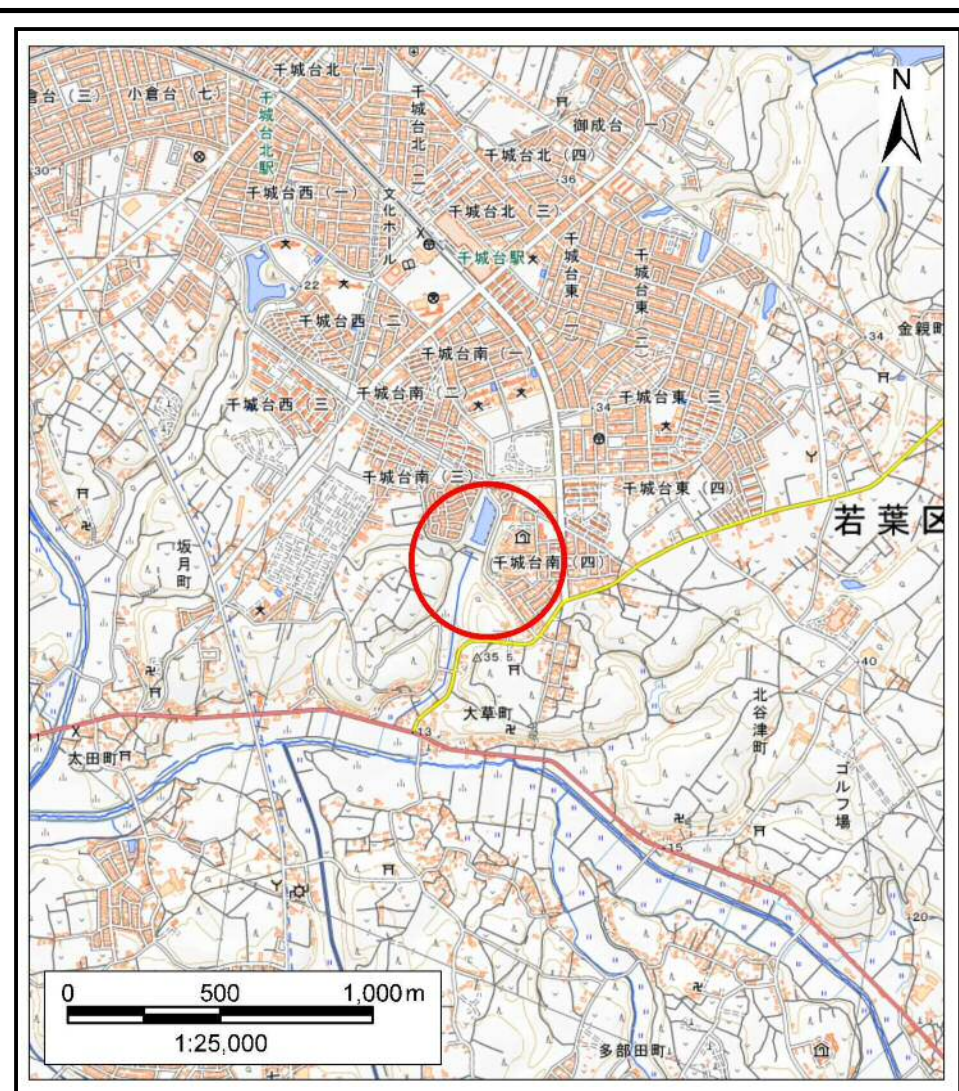 千城台北(一)
小倉台(七)
倉台(三)
千城台北駅
千城台北(二)
御成台(一)
N
千城台北(四)
・36
30.1
千城台西(一)
文化ホール
千城台北(三)
千城台駅
千城台東(一)
千城台東(二)
・22
千城台西(二)
・34
金親町
千城台南(一)
千城台南(二)
千城台西(三)
・34
千城台東(三)
千城台南(三)
千城台東(四)
若葉区
坂月町
千城台南(四)
△35.5
・40
大草町
北谷津町
・13
太田町
ゴルフ場
・15
・20
0 500 1,000m
1:25,000
多部田町